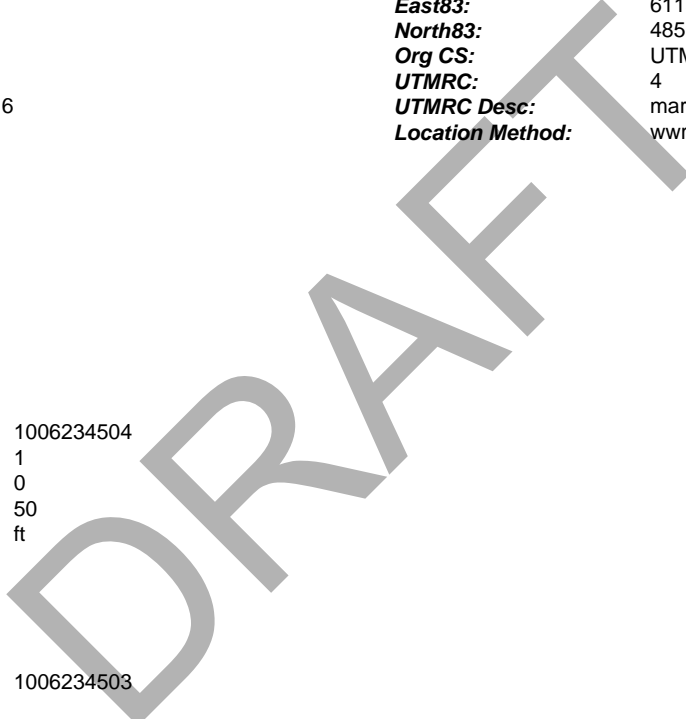 East83: 611
North83: 485
Org CS: UTM
UTMRC: 4
6 UTMRC Desc: mar
Location Method: wwr
1006234504
1
0
50
ft
1006234503
DRAFT